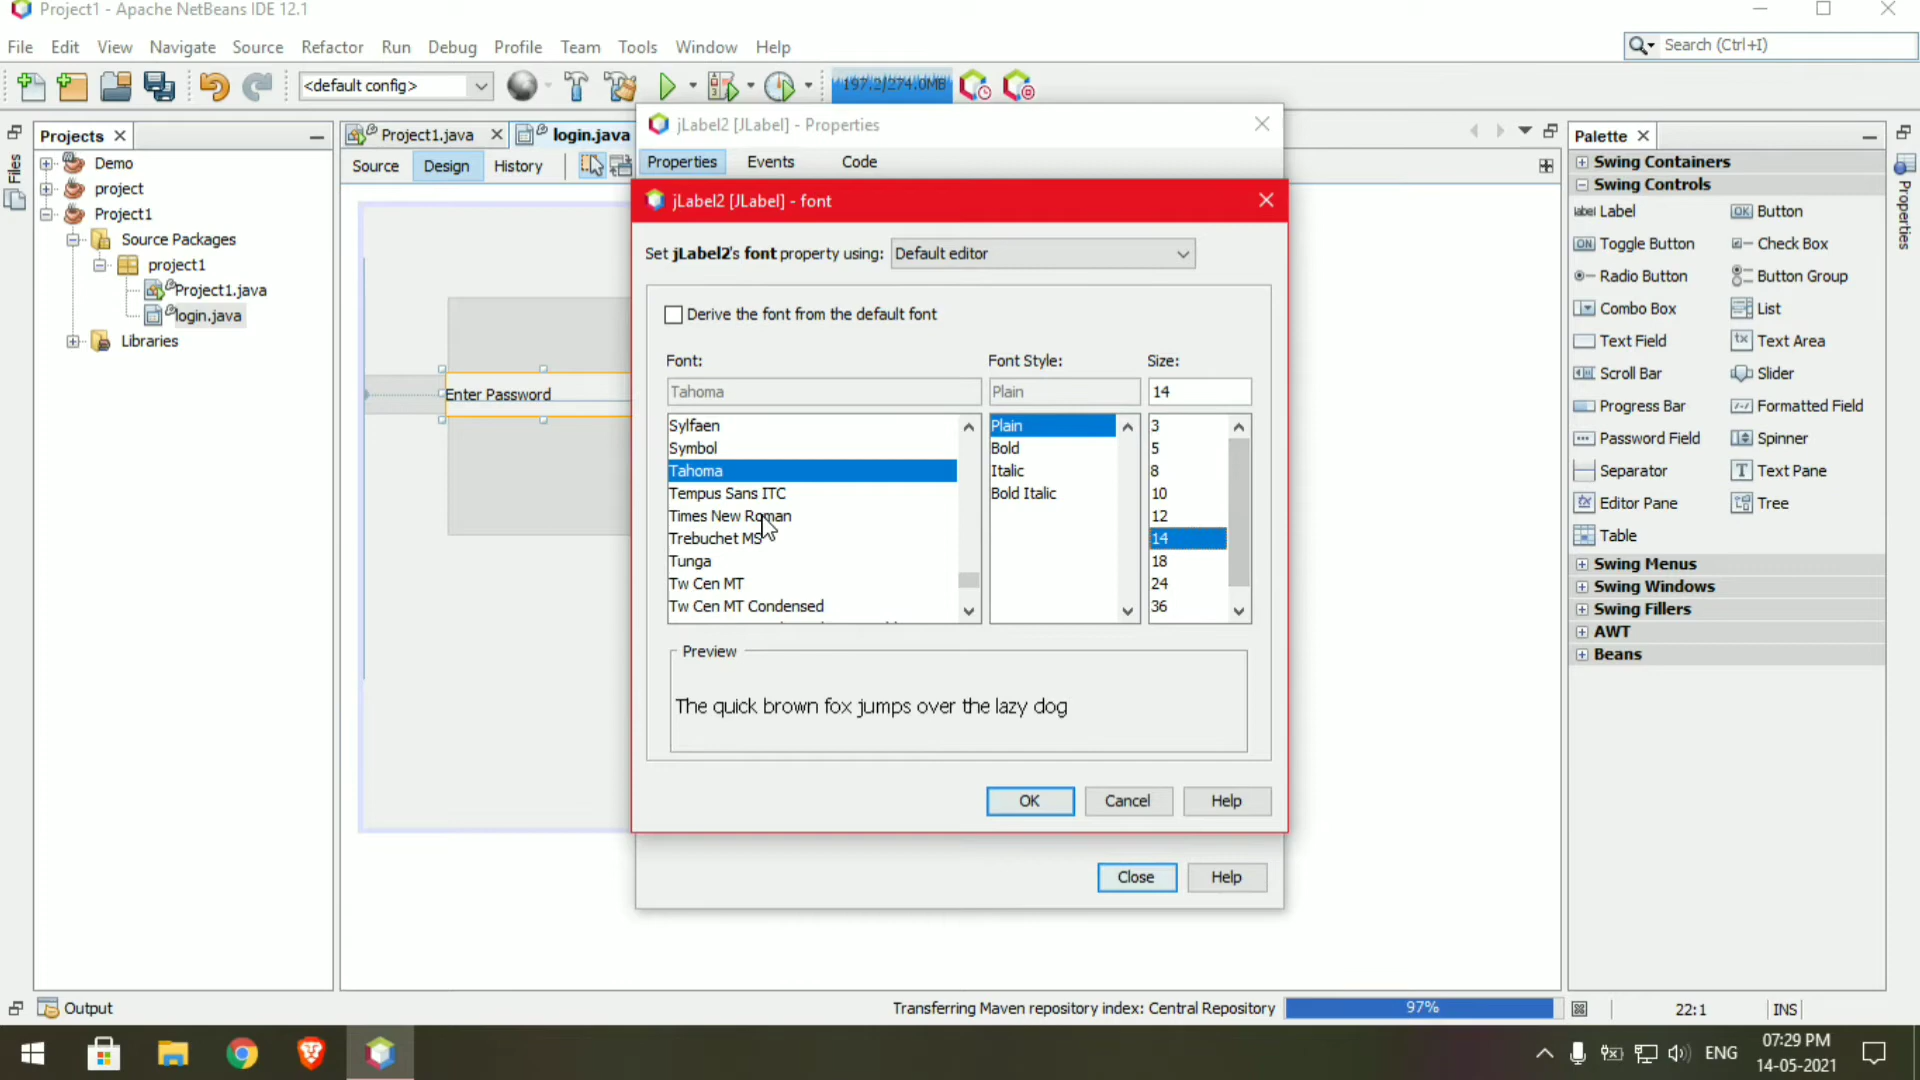 Project1 - Apache NetBeans IDE 12.1
File Edit View Navigate Source Refactor Run Debug Profile Team Tools Window Help
Search (Ctrl+I)
<default config>
197.2/274.0MB
Files
Projects
Demo
project
Project1
Source Packages
project1
Project1.java
login.java
Libraries
Project1.java
login.java
Source Design History
Enter Password
jLabel2 [JLabel] - Properties
Properties Events Code
jLabel2 [JLabel] - font
Set jLabel2's font property using: Default editor
Derive the font from the default font
Font: Font Style: Size:
Tahoma Plain 14
Sylfaen
Symbol
Tahoma
Tempus Sans ITC
Times New Roman
Trebuchet MS
Tunga
Tw Cen MT
Tw Cen MT Condensed
Plain
Bold
Italic
Bold Italic
3
5
8
10
12
14
18
24
36
Preview
The quick brown fox jumps over the lazy dog
OK Cancel Help
Close Help
Palette
Swing Containers
Swing Controls
label Label OK Button
ON Toggle Button Check Box
Radio Button Button Group
Combo Box List
Text Field Text Area
Scroll Bar Slider
Progress Bar Formatted Field
Password Field Spinner
Separator Text Pane
Editor Pane Tree
Table
Swing Menus
Swing Windows
Swing Fillers
AWT
Beans
Properties
Output
Transferring Maven repository index: Central Repository 97%
22:1 INS
ENG
07:29 PM
14-05-2021